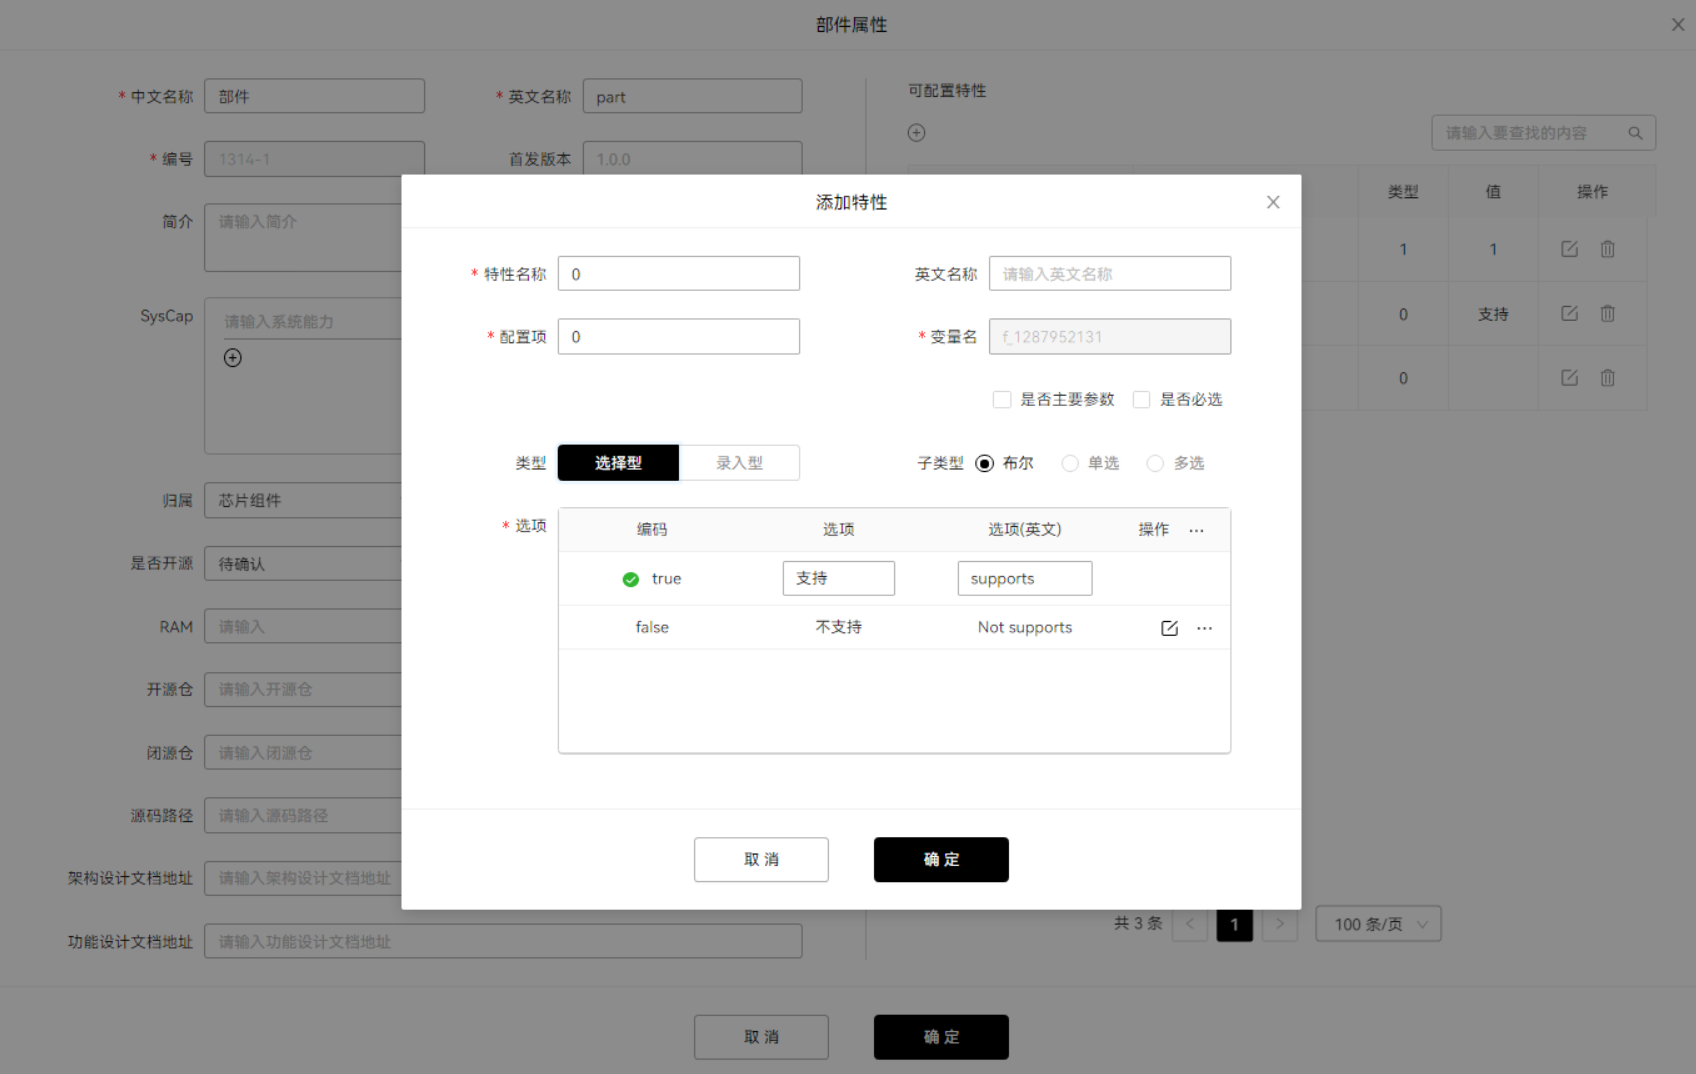 部件属性
* 中文名称 部件
* 英文名称 part
* 编号 1314-1
首发版本 1.0.0
简介 请输入简介
SysCap 请输入系统能力
归属 芯片组件
是否开源 待确认
RAM 请输入
开源仓 请输入开源仓
闭源仓 请输入闭源仓
源码路径 请输入源码路径
架构设计文档地址 请输入架构设计文档地址
功能设计文档地址 请输入功能设计文档地址
可配置特性
请输入要查找的内容
类型 值 操作
1 1
0 支持
0
共 3 条 < 1 > 100 条/页
取 消 确 定
添加特性
* 特性名称 0
英文名称 请输入英文名称
* 配置项 0
* 变量名 f_1287952131
是否主要参数 是否必选
类型 选择型 录入型
子类型 布尔 单选 多选
* 选项
编码 选项 选项(英文) 操作 ...
true 支持 supports
false 不支持 Not supports ...
取 消 确 定